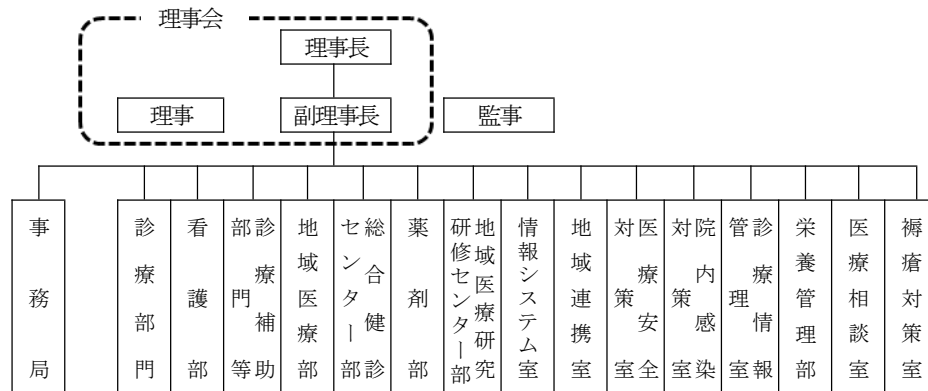 理事会
理事長
理事
副理事長
監事
事務局
診療部門
看護部
診療補助
部門等
地域医療部
総合健診
センター部
薬剤部
地域医療研究
研修センター部
情報システム室
地域連携室
医療安全
対策室
院内感染
対策室
診療情報
管理室
栄養管理部
医療相談室
褥瘡対策室